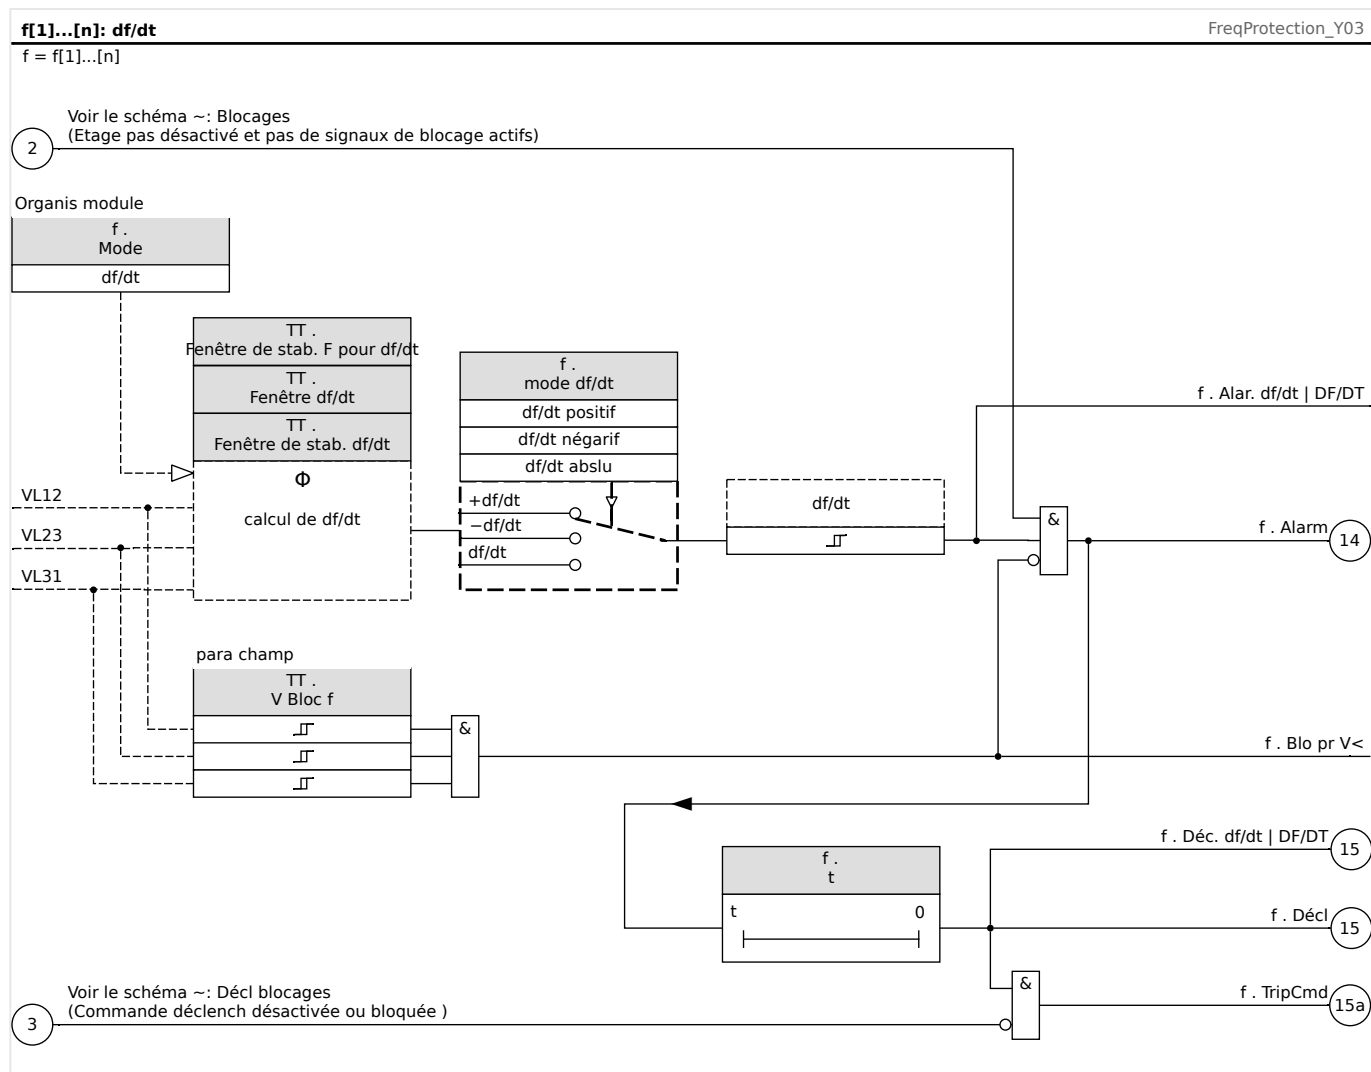 f[1]...[n]: df/dt
FreqProtection_Y03
f = f[1]...[n]
Voir le schéma ~: Blocages
(Etage pas désactivé et pas de signaux de blocage actifs)
2
Organis module
f .
Mode
df/dt
TT .
Fenêtre de stab. F pour df/dt
TT .
Fenêtre df/dt
TT .
Fenêtre de stab. df/dt
Φ
calcul de df/dt
f .
mode df/dt
df/dt positif
df/dt négarif
df/dt abslu
+df/dt
−df/dt
df/dt
df/dt
f . Alar. df/dt | DF/DT
VL12
VL23
VL31
&
f . Alarm
14
para champ
TT .
V Bloc f
&
f . Blo pr V<
f .
t
t
0
f . Déc. df/dt | DF/DT
15
f . Décl
15
&
f . TripCmd
15a
Voir le schéma ~: Décl blocages
(Commande déclench désactivée ou bloquée )
3